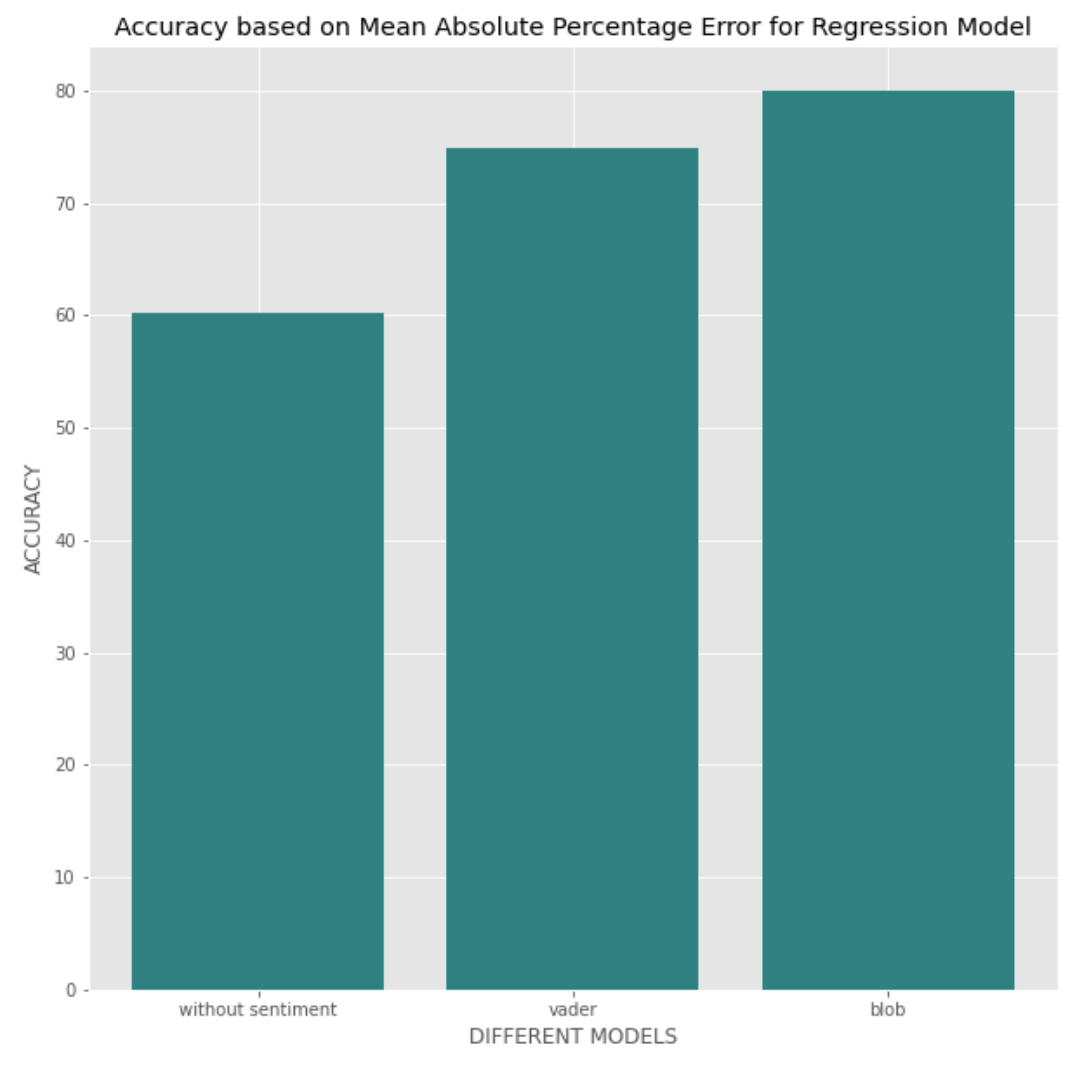 Accuracy based on Mean Absolute Percentage Error for Regression Model
80
70
60
50
40
30
20
10
0
ACCURACY
without sentiment
vader
blob
DIFFERENT MODELS